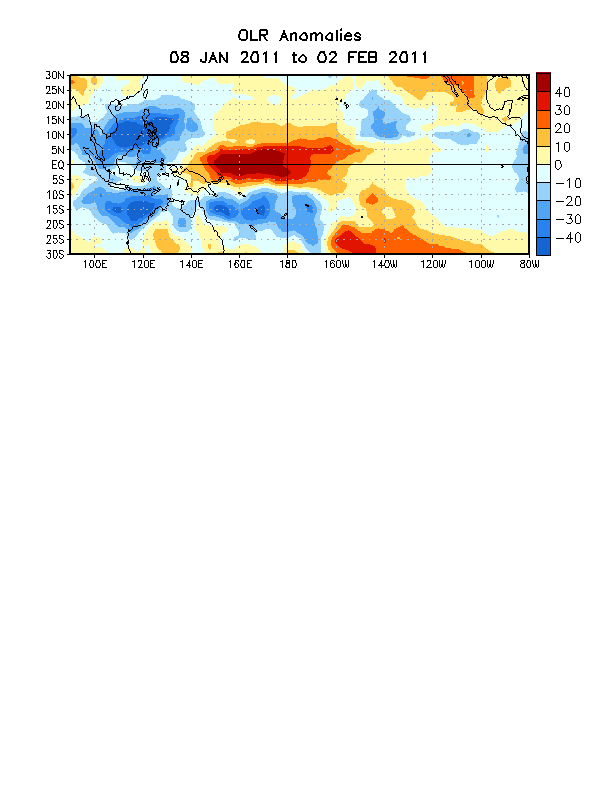 OLR Anomalies
08 JAN 2011 to 02 FEB 2011
30N
25N
20N
15N
10N
5N
EQ
5S
10S
15S
20S
25S
30S
100E 120E 140E 160E 180 160W 140W 120W 100W 80W
40
30
20
10
0
−10
−20
−30
−40